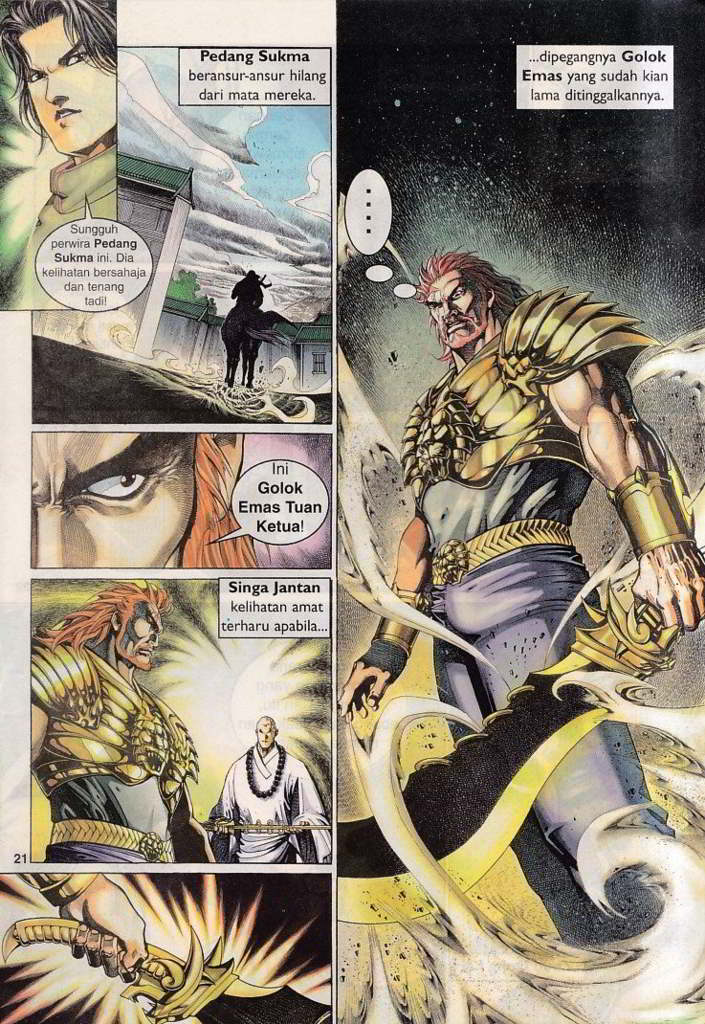 Pedang Sukma
beransur-ansur hilang
dari mata mereka.
Sungguh
perwira Pedang
Sukma ini. Dia
kelihatan bersahaja
dan tenang
tadi!
Ini
Golok
Emas Tuan
Ketua!
Singa Jantan
kelihatan amat
terharu apabila...
21
...dipegangnya Golok
Emas yang sudah kian
lama ditinggalkannya.
....